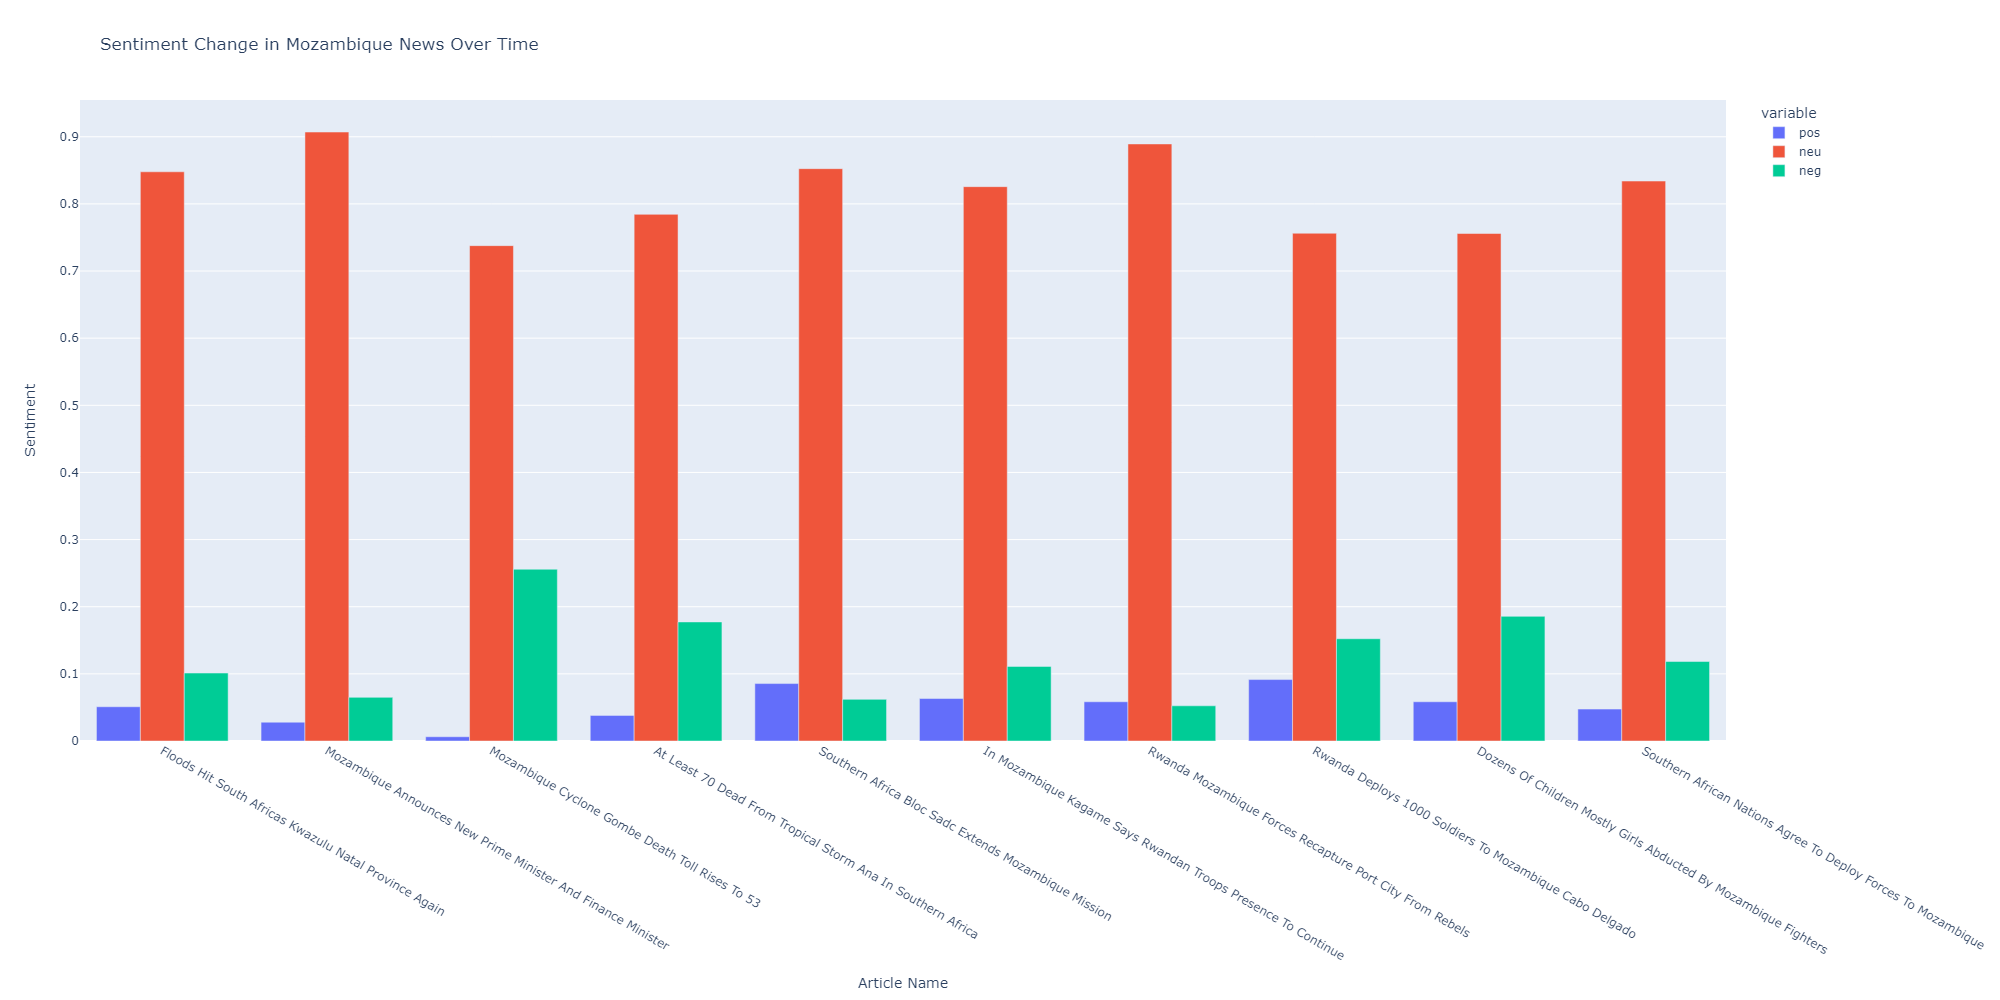 Sentiment Change in Mozambique News Over Time
variable
pos
neu
neg
Sentiment
0.9
0.8
0.7
0.6
0.5
0.4
0.3
0.2
0.1
0
Floods Hit South Africas Kwazulu Natal Province Again
Mozambique Announces New Prime Minister And Finance Minister
Mozambique Cyclone Gombe Death Toll Rises To 53
At Least 70 Dead From Tropical Storm Ana In Southern Africa
Southern Africa Bloc Sadc Extends Mozambique Mission
In Mozambique Kagame Says Rwandan Troops Presence To Continue
Rwanda Mozambique Forces Recapture Port City From Rebels
Rwanda Deploys 1000 Soldiers To Mozambique Cabo Delgado
Dozens Of Children Mostly Girls Abducted By Mozambique Fighters
Southern African Nations Agree To Deploy Forces To Mozambique
Article Name